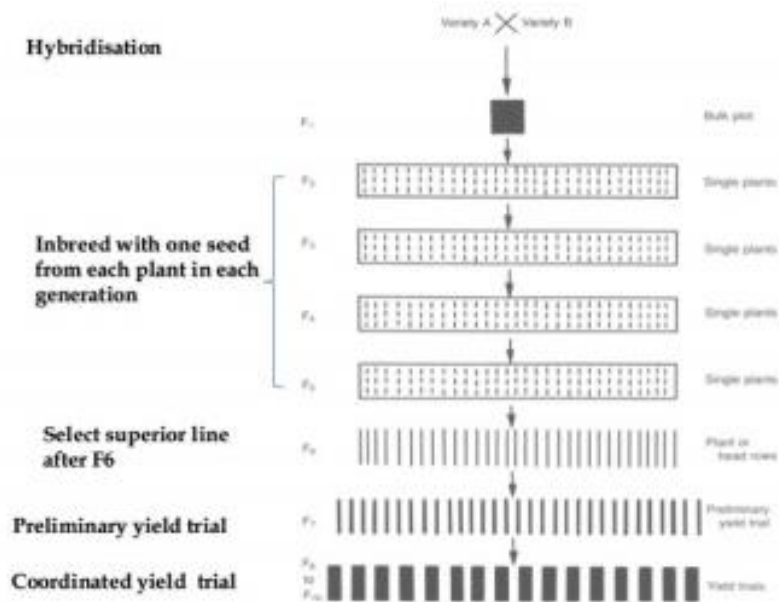 Variety A Variety B
Hybridisation
F₁ Bulk plot
F₂ Single plants
F₃ Single plants
Inbreed with one seed
from each plant in each
generation
F₄ Single plants
F₅ Single plants
Select superior line
after F6
F₆ Plant or
head rows
Preliminary yield trial
F₇ Preliminary
yield trial
Coordinated yield trial
F₈
to
F₁₀ Yield trials